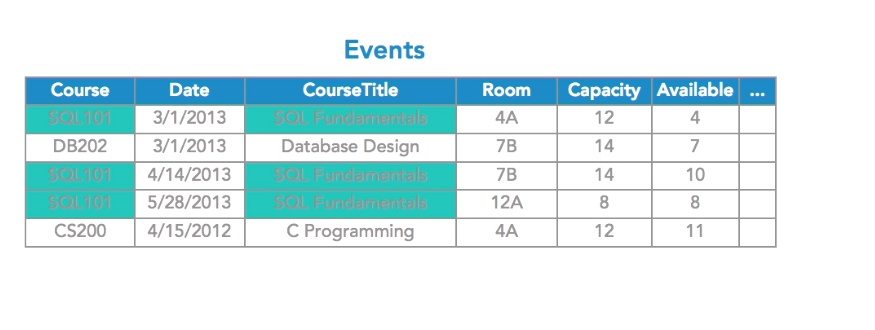 Events
Course Date CourseTitle Room Capacity Available ...
SQL101 3/1/2013 SQL Fundamentals 4A 12 4
DB202 3/1/2013 Database Design 7B 14 7
SQL101 4/14/2013 SQL Fundamentals 7B 14 10
SQL101 5/28/2013 SQL Fundamentals 12A 8 8
CS200 4/15/2012 C Programming 4A 12 11